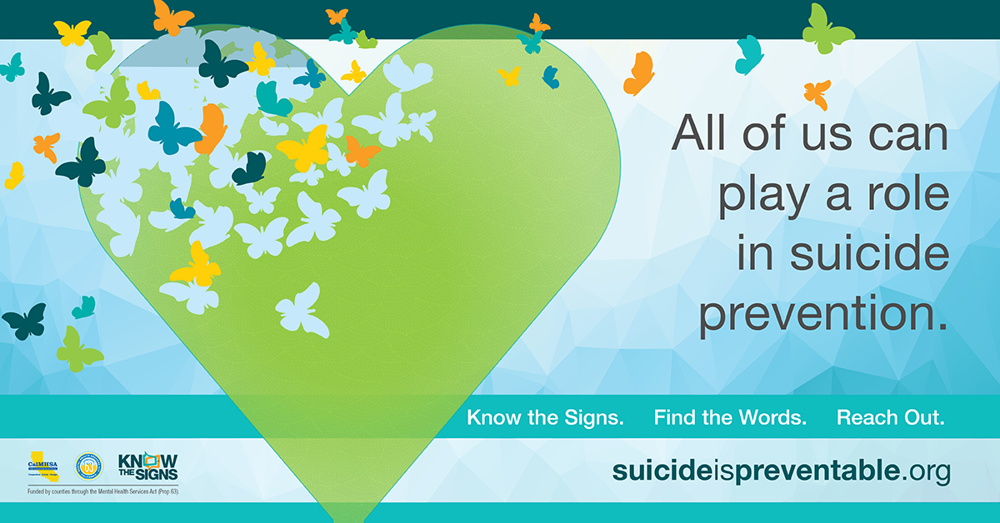 All of us can
play a role
in suicide
prevention.
Know the Signs. Find the Words. Reach Out.
CalMHSA
63
KNOW
THE SIGNS
suicideispreventable.org
Funded by counties through the Mental Health Services Act (Prop 63).